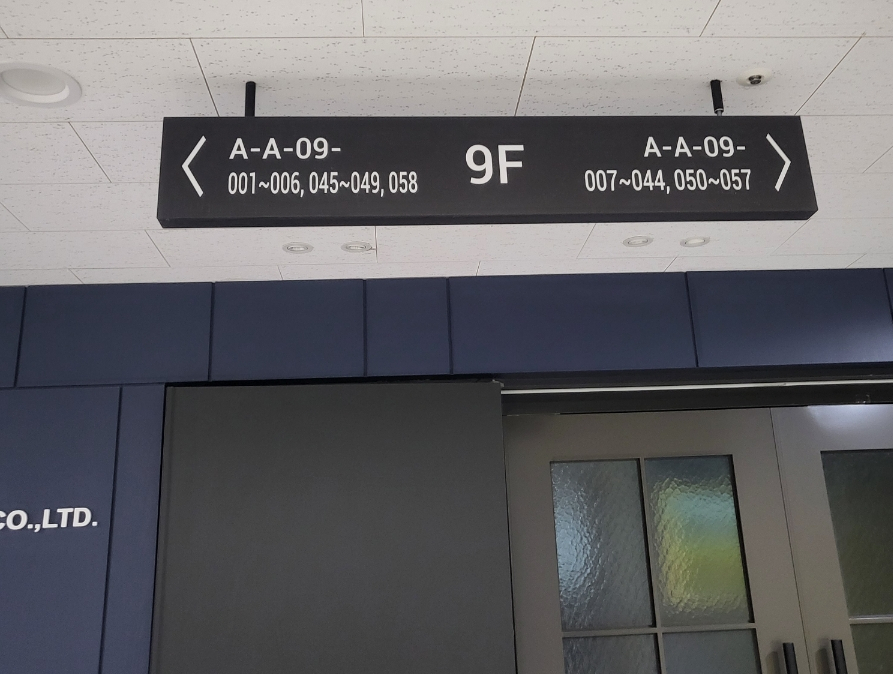 A-A-09-
001~006, 045~049, 058
9F
A-A-09-
007~044, 050~057
CO.,LTD.